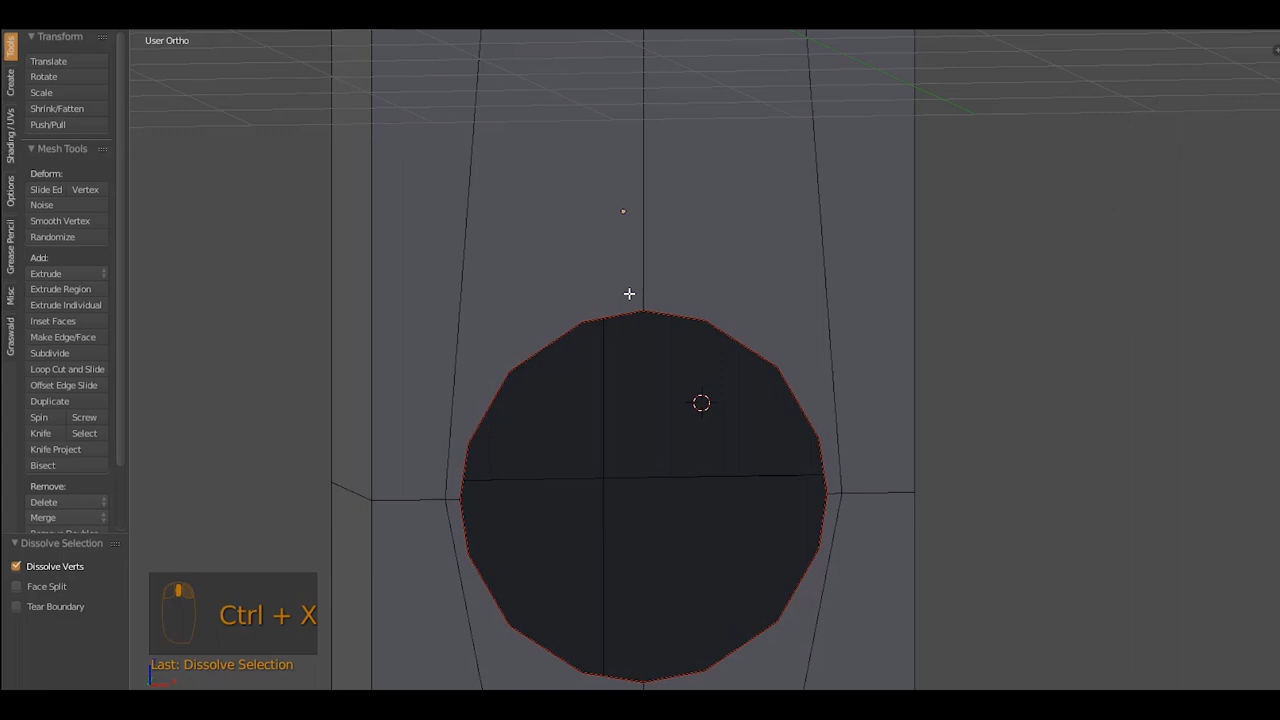 Transform
User Ortho
Tools
Translate
Rotate
Create
Scale
Shrink/Fatten
Push/Pull
Shading / UVs
Mesh Tools
Deform:
Slide Ed Vertex
Options
Noise
Smooth Vertex
Randomize
Grease Pencil
Add:
Extrude
Extrude Region
Misc
Extrude Individual
Inset Faces
Graswald
Make Edge/Face
Subdivide
Loop Cut and Slide
Offset Edge Slide
Duplicate
Spin Screw
Knife Select
Knife Project
Bisect
Remove:
Delete
Merge
Remove Doubles
Dissolve Selection
Dissolve Verts
Face Split
Tear Boundary
Ctrl + X
Last: Dissolve Selection